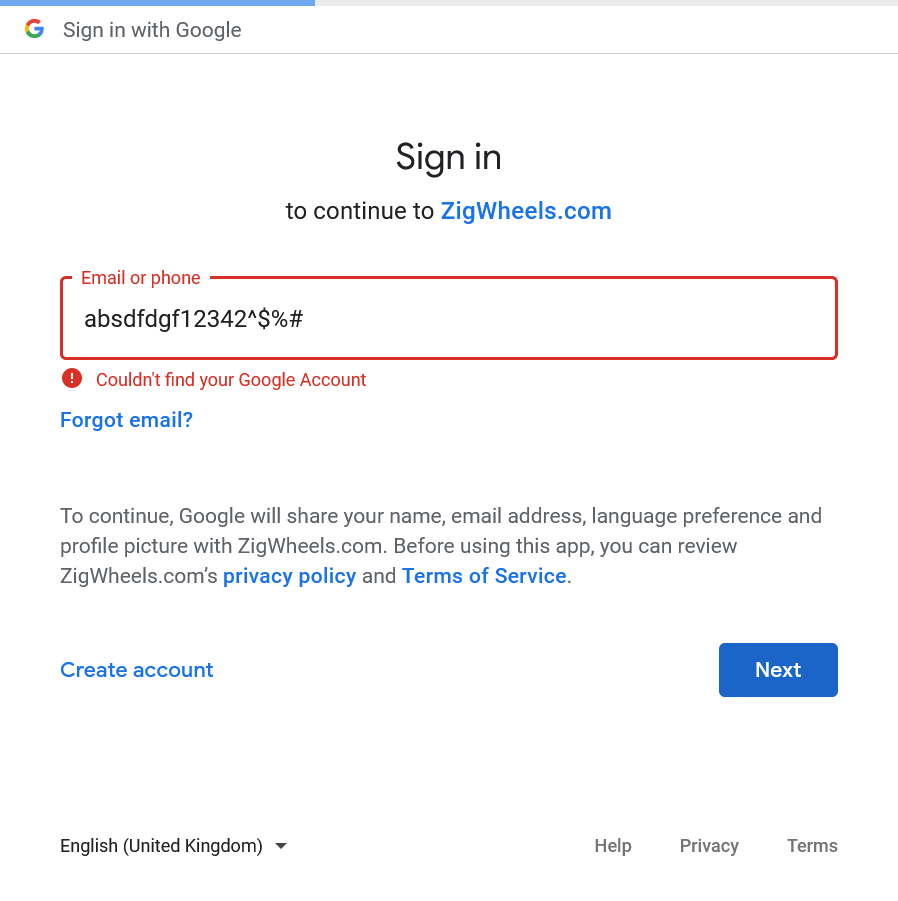 Sign in with Google
Sign in
to continue to ZigWheels.com
Email or phone
absdfdgf12342^$%#
Couldn't find your Google Account
Forgot email?
To continue, Google will share your name, email address, language preference and
profile picture with ZigWheels.com. Before using this app, you can review
ZigWheels.com’s privacy policy and Terms of Service.
Create account
Next
English (United Kingdom)
Help
Privacy
Terms